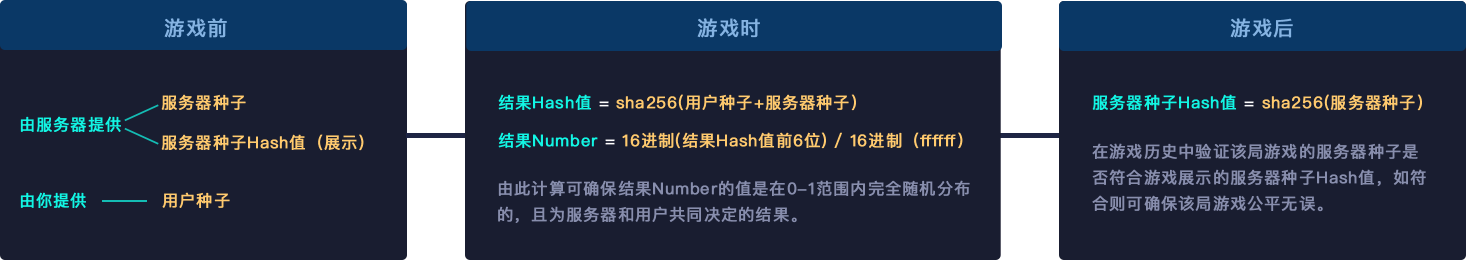 游戏前
由服务器提供
服务器种子
服务器种子Hash值（展示）
由你提供
用户种子
游戏时
结果Hash值 = sha256(用户种子+服务器种子)
结果Number = 16进制(结果Hash值前6位) / 16进制（ffffff）
由此计算可确保结果Number的值是在0-1范围内完全随机分布
的，且为服务器和用户共同决定的结果。
游戏后
服务器种子Hash值 = sha256(服务器种子)
在游戏历史中验证该局游戏的服务器种子是
否符合游戏展示的服务器种子Hash值，如符
合则可确保该局游戏公平无误。